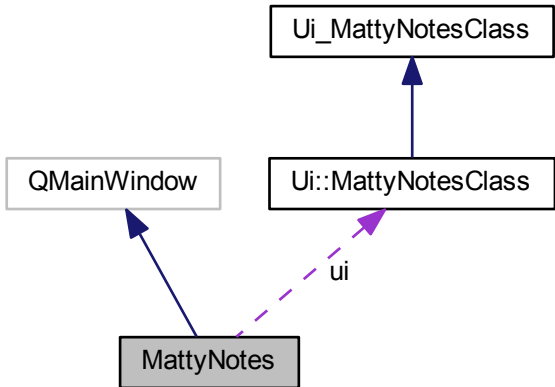 Ui_MattyNotesClass
QMainWindow
Ui::MattyNotesClass
ui
MattyNotes